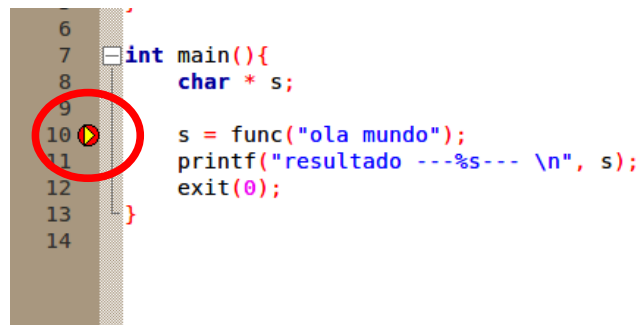 6
7 int main(){
8 char * s;
9
10 s = func("ola mundo");
11 printf("resultado ---%s--- \n", s);
12 exit(0);
13 }
14